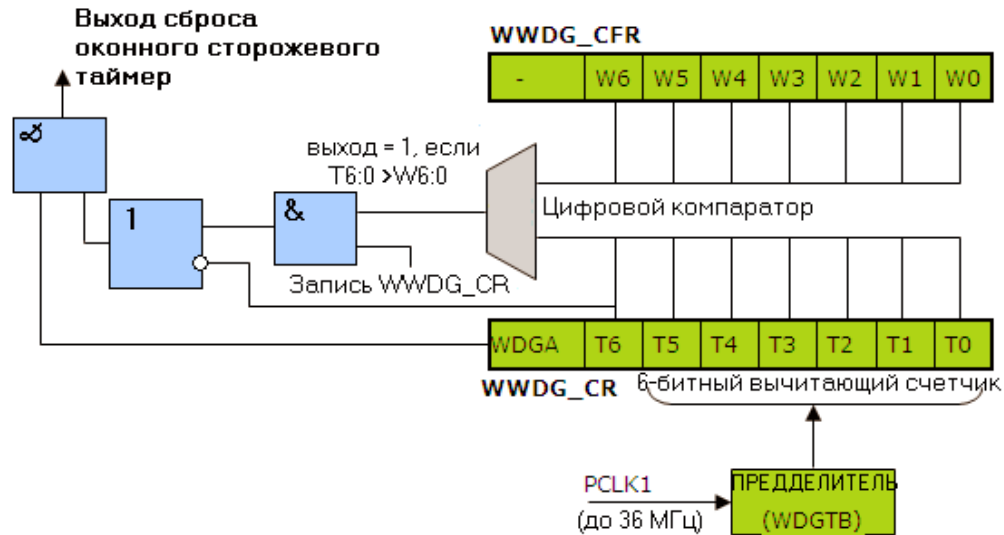 Выход сброса
оконного сторожевого
таймер
WWDG_CFR
- W6 W5 W4 W3 W2 W1 W0
&
выход = 1, если
T6:0 >W6:0
1
&
Цифровой компаратор
Запись WWDG_CR
WDGA T6 T5 T4 T3 T2 T1 T0
WWDG_CR
6-битный вычитающий счетчик
PCLK1
(до 36 МГц)
ПРЕДДЕЛИТЕЛЬ
(WDGTB)